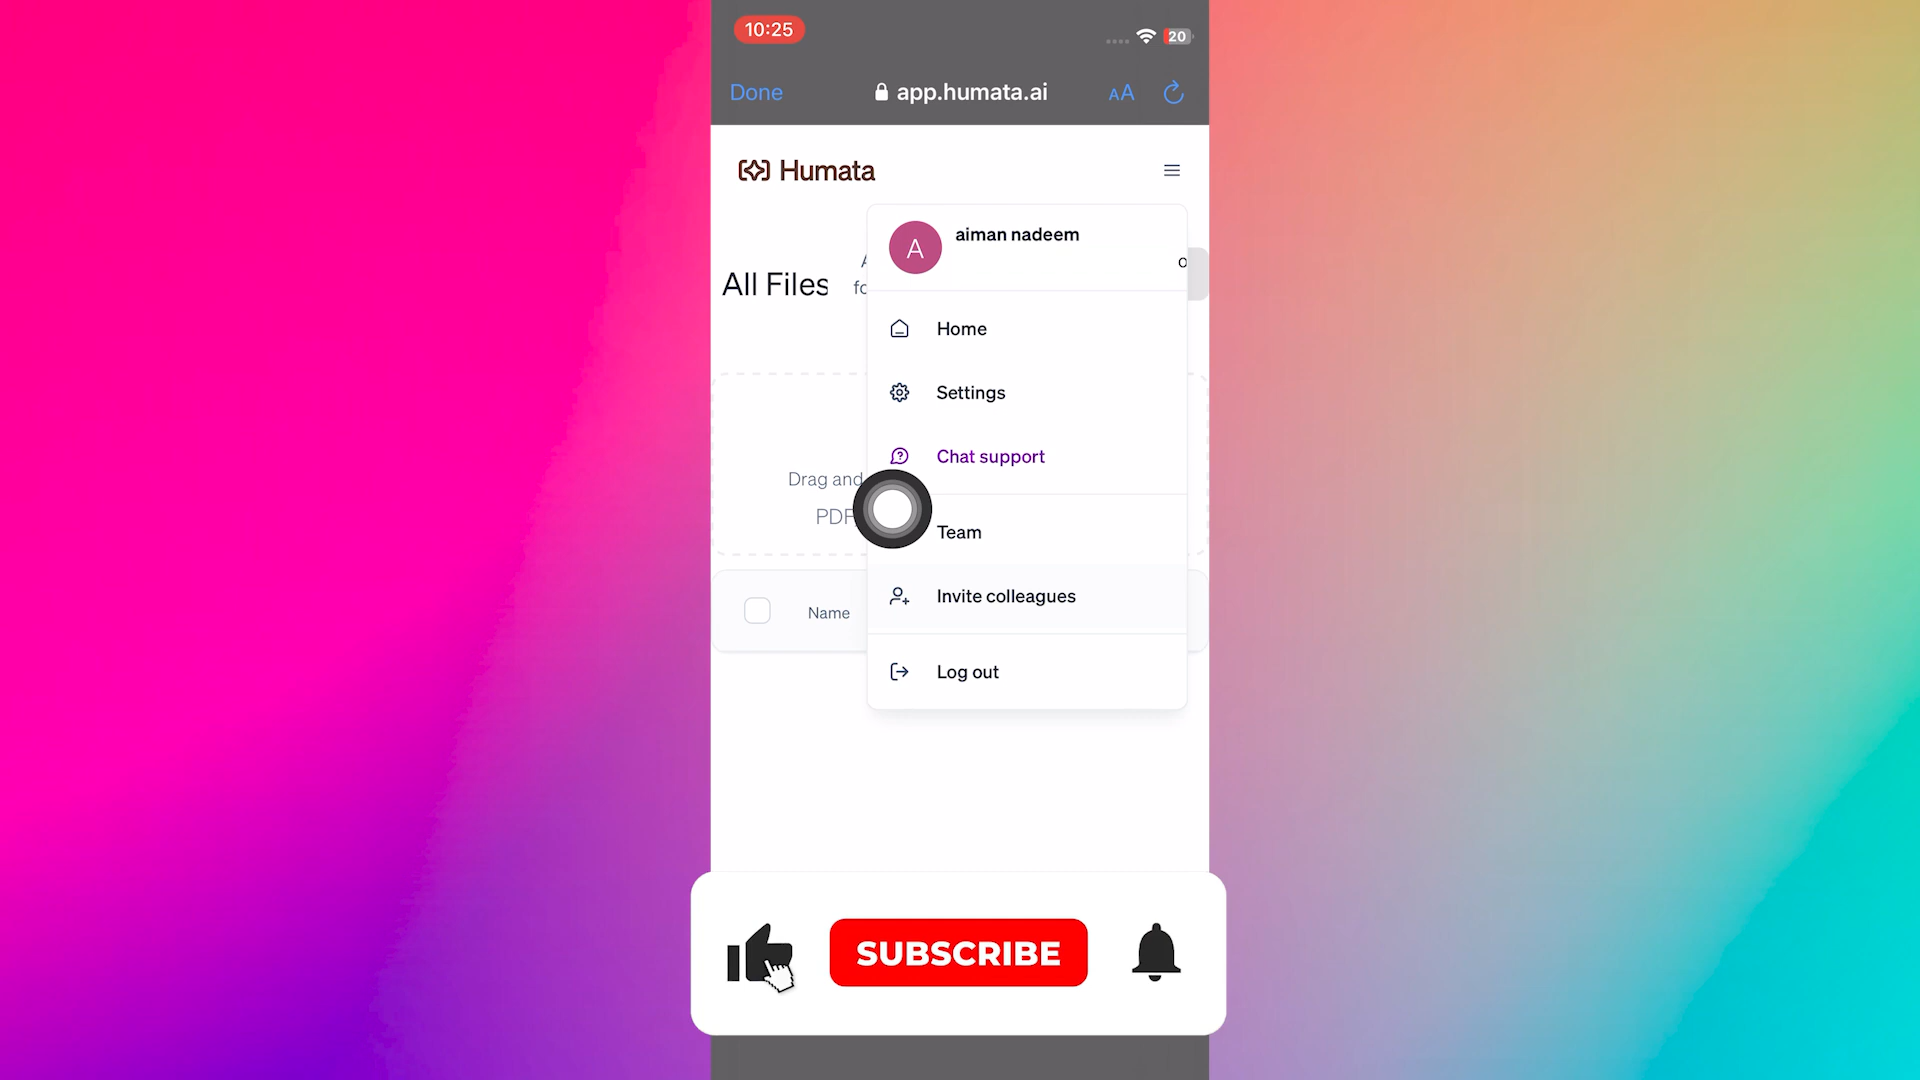 10:25
20
Done
app.humata.ai
AA
Humata
A
aiman nadeem
All Files
Home
Settings
Chat support
Drag and
PDF
Team
Name
Invite colleagues
Log out
SUBSCRIBE